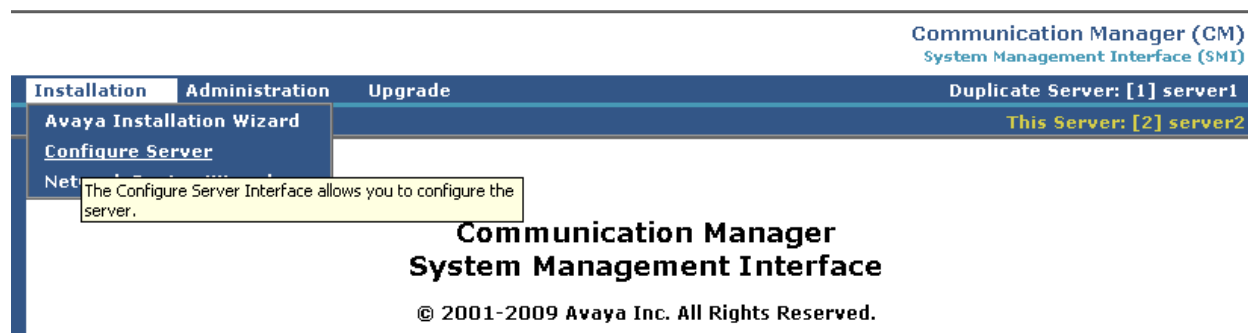 Communication Manager (CM)
System Management Interface (SMI)
Installation Administration Upgrade Duplicate Server: [1] server1
Avaya Installation Wizard This Server: [2] server2
Configure Server
The Configure Server Interface allows you to configure the
server.
Communication Manager
System Management Interface
© 2001-2009 Avaya Inc. All Rights Reserved.